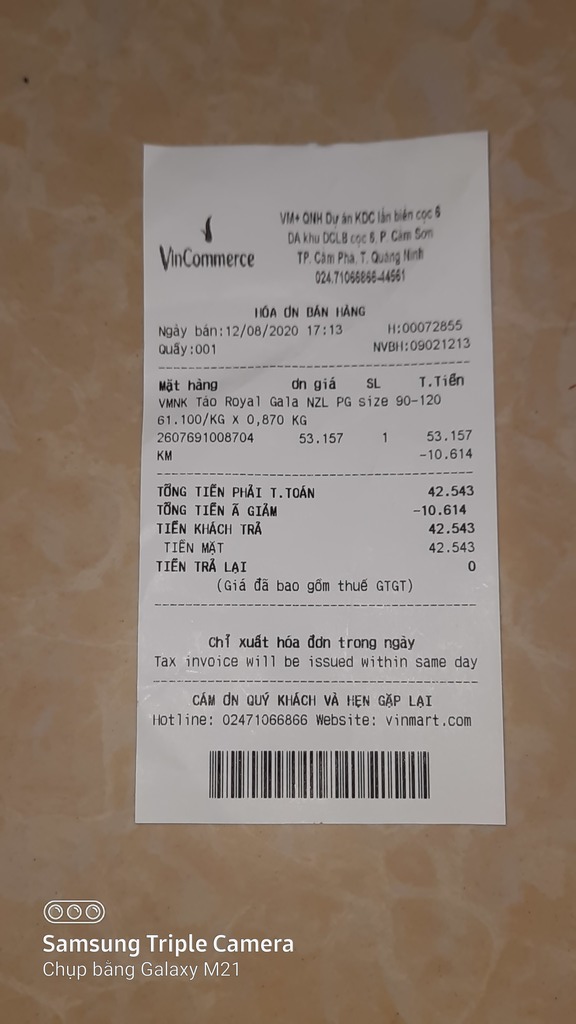 VinCommerce
VM+ QNH Dự án KDC lấn biển cọc 6
DA khu DCLB cọc 6, P. Cẩm Sơn
TP. Cẩm Phả, T. Quảng Ninh
024.71066866-44561
HÓA ƠN BÁN HÀNG
Ngày bán:12/08/2020 17:13 H:00072855
Quầy:001 NVBH:09021213
Mặt hàng ơn giá SL T.Tiền
VMNK Táo Royal Gala NZL PG size 90-120
61.100/KG X 0,870 KG
2607691008704 53.157 1 53.157
KM -10.614
TỔNG TIỀN PHẢI T.TOÁN 42.543
TỔNG TIỀN Ã GIẢM -10.614
TIỀN KHÁCH TRẢ 42.543
TIỀN MẶT 42.543
TIỀN TRẢ LẠI 0
(Giá đã bao gồm thuế GTGT)
Chỉ xuất hóa đơn trong ngày
Tax invoice will be issued within same day
CÁM ƠN QUÝ KHÁCH VÀ HẸN GẶP LẠI
Hotline: 02471066866 Website: vinmart.com
Samsung Triple Camera
Chụp bằng Galaxy M21